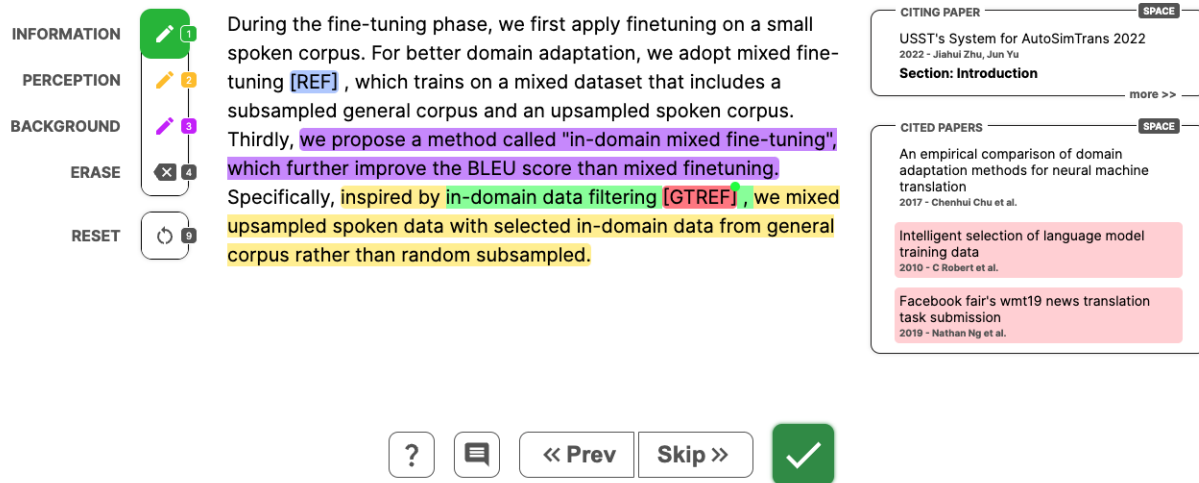 INFORMATION
1
PERCEPTION
2
BACKGROUND
3
ERASE
4
RESET
9
During the fine-tuning phase, we first apply finetuning on a small
spoken corpus. For better domain adaptation, we adopt mixed fine-
tuning [REF] , which trains on a mixed dataset that includes a
subsampled general corpus and an upsampled spoken corpus.
Thirdly, we propose a method called "in-domain mixed fine-tuning",
which further improve the BLEU score than mixed finetuning.
Specifically, inspired by in-domain data filtering [GTREF] , we mixed
upsampled spoken data with selected in-domain data from general
corpus rather than random subsampled.
CITING PAPER
SPACE
USST's System for AutoSimTrans 2022
2022 - Jiahui Zhu, Jun Yu
Section: Introduction
more >>
CITED PAPERS
SPACE
An empirical comparison of domain
adaptation methods for neural machine
translation
2017 - Chenhui Chu et al.
Intelligent selection of language model
training data
2010 - C Robert et al.
Facebook fair's wmt19 news translation
task submission
2019 - Nathan Ng et al.
?
« Prev
Skip »